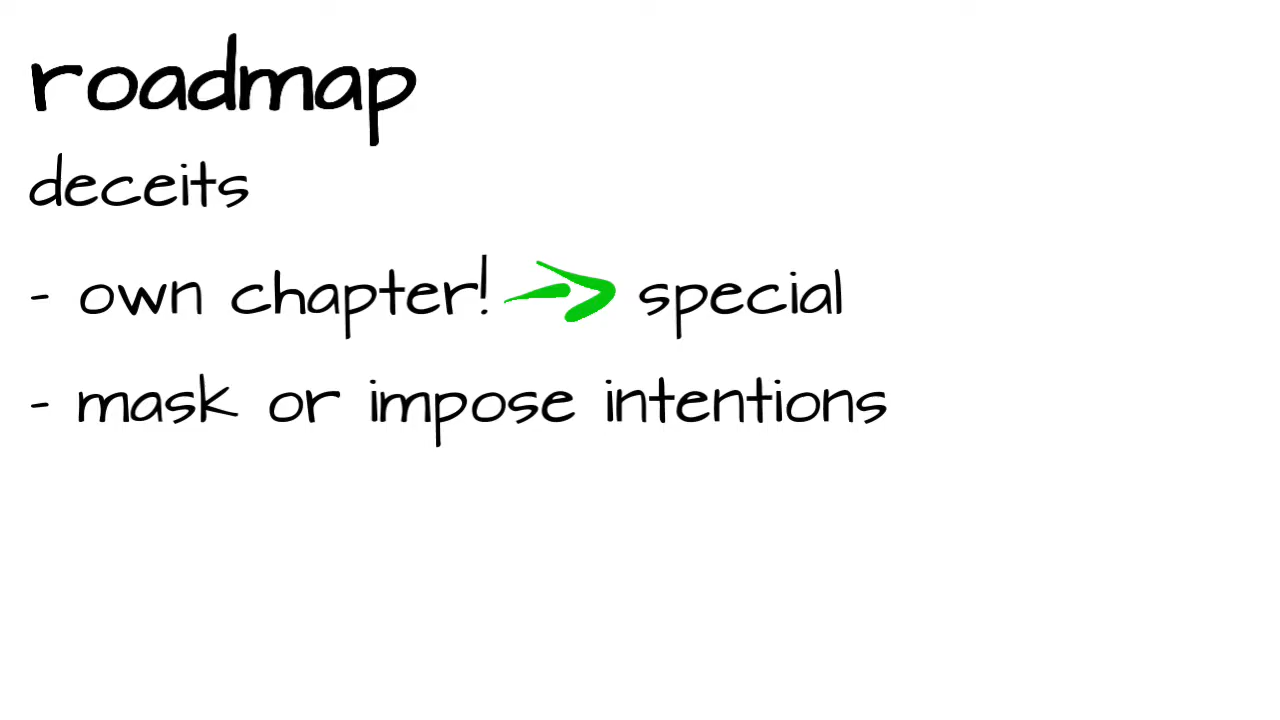 roadmap
deceits
- own chapter! → special
- mask or impose intentions